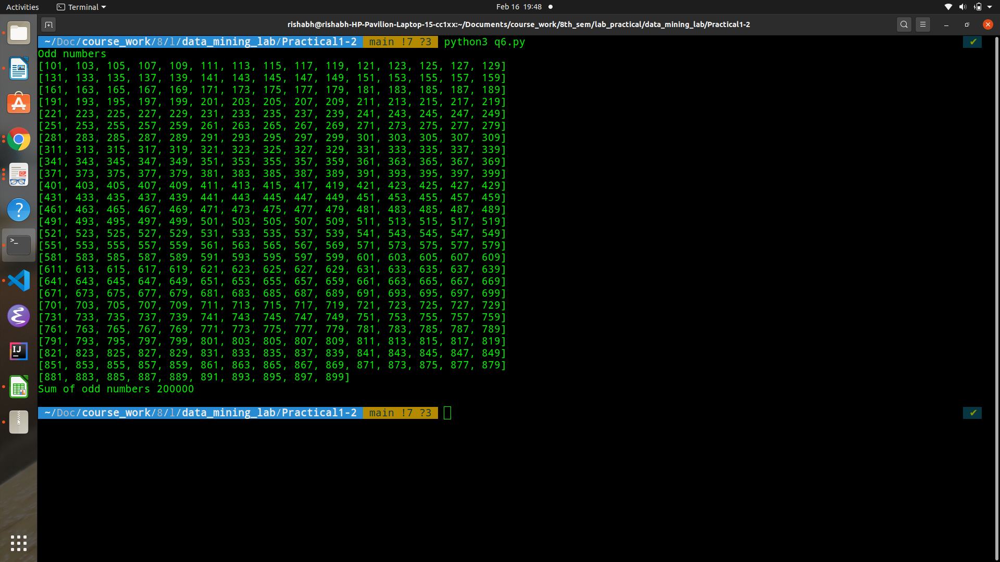 Activities
Terminal
Feb 16 19:48
rishabh@rishabh-HP-Pavilion-Laptop-15-cc1xx:~/Documents/course_work/8th_sem/lab_practical/data_mining_lab/Practical1-2
~/Doc/course_work/8/l/data_mining_lab/Practical1-2 main !7 ?3 python3 q6.py ✔
Odd numbers
[101, 103, 105, 107, 109, 111, 113, 115, 117, 119, 121, 123, 125, 127, 129]
[131, 133, 135, 137, 139, 141, 143, 145, 147, 149, 151, 153, 155, 157, 159]
[161, 163, 165, 167, 169, 171, 173, 175, 177, 179, 181, 183, 185, 187, 189]
[191, 193, 195, 197, 199, 201, 203, 205, 207, 209, 211, 213, 215, 217, 219]
[221, 223, 225, 227, 229, 231, 233, 235, 237, 239, 241, 243, 245, 247, 249]
[251, 253, 255, 257, 259, 261, 263, 265, 267, 269, 271, 273, 275, 277, 279]
[281, 283, 285, 287, 289, 291, 293, 295, 297, 299, 301, 303, 305, 307, 309]
[311, 313, 315, 317, 319, 321, 323, 325, 327, 329, 331, 333, 335, 337, 339]
[341, 343, 345, 347, 349, 351, 353, 355, 357, 359, 361, 363, 365, 367, 369]
[371, 373, 375, 377, 379, 381, 383, 385, 387, 389, 391, 393, 395, 397, 399]
[401, 403, 405, 407, 409, 411, 413, 415, 417, 419, 421, 423, 425, 427, 429]
[431, 433, 435, 437, 439, 441, 443, 445, 447, 449, 451, 453, 455, 457, 459]
[461, 463, 465, 467, 469, 471, 473, 475, 477, 479, 481, 483, 485, 487, 489]
[491, 493, 495, 497, 499, 501, 503, 505, 507, 509, 511, 513, 515, 517, 519]
[521, 523, 525, 527, 529, 531, 533, 535, 537, 539, 541, 543, 545, 547, 549]
[551, 553, 555, 557, 559, 561, 563, 565, 567, 569, 571, 573, 575, 577, 579]
[581, 583, 585, 587, 589, 591, 593, 595, 597, 599, 601, 603, 605, 607, 609]
[611, 613, 615, 617, 619, 621, 623, 625, 627, 629, 631, 633, 635, 637, 639]
[641, 643, 645, 647, 649, 651, 653, 655, 657, 659, 661, 663, 665, 667, 669]
[671, 673, 675, 677, 679, 681, 683, 685, 687, 689, 691, 693, 695, 697, 699]
[701, 703, 705, 707, 709, 711, 713, 715, 717, 719, 721, 723, 725, 727, 729]
[731, 733, 735, 737, 739, 741, 743, 745, 747, 749, 751, 753, 755, 757, 759]
[761, 763, 765, 767, 769, 771, 773, 775, 777, 779, 781, 783, 785, 787, 789]
[791, 793, 795, 797, 799, 801, 803, 805, 807, 809, 811, 813, 815, 817, 819]
[821, 823, 825, 827, 829, 831, 833, 835, 837, 839, 841, 843, 845, 847, 849]
[851, 853, 855, 857, 859, 861, 863, 865, 867, 869, 871, 873, 875, 877, 879]
[881, 883, 885, 887, 889, 891, 893, 895, 897, 899]
Sum of odd numbers 200000
~/Doc/course_work/8/l/data_mining_lab/Practical1-2 main !7 ?3 ✔
IJ